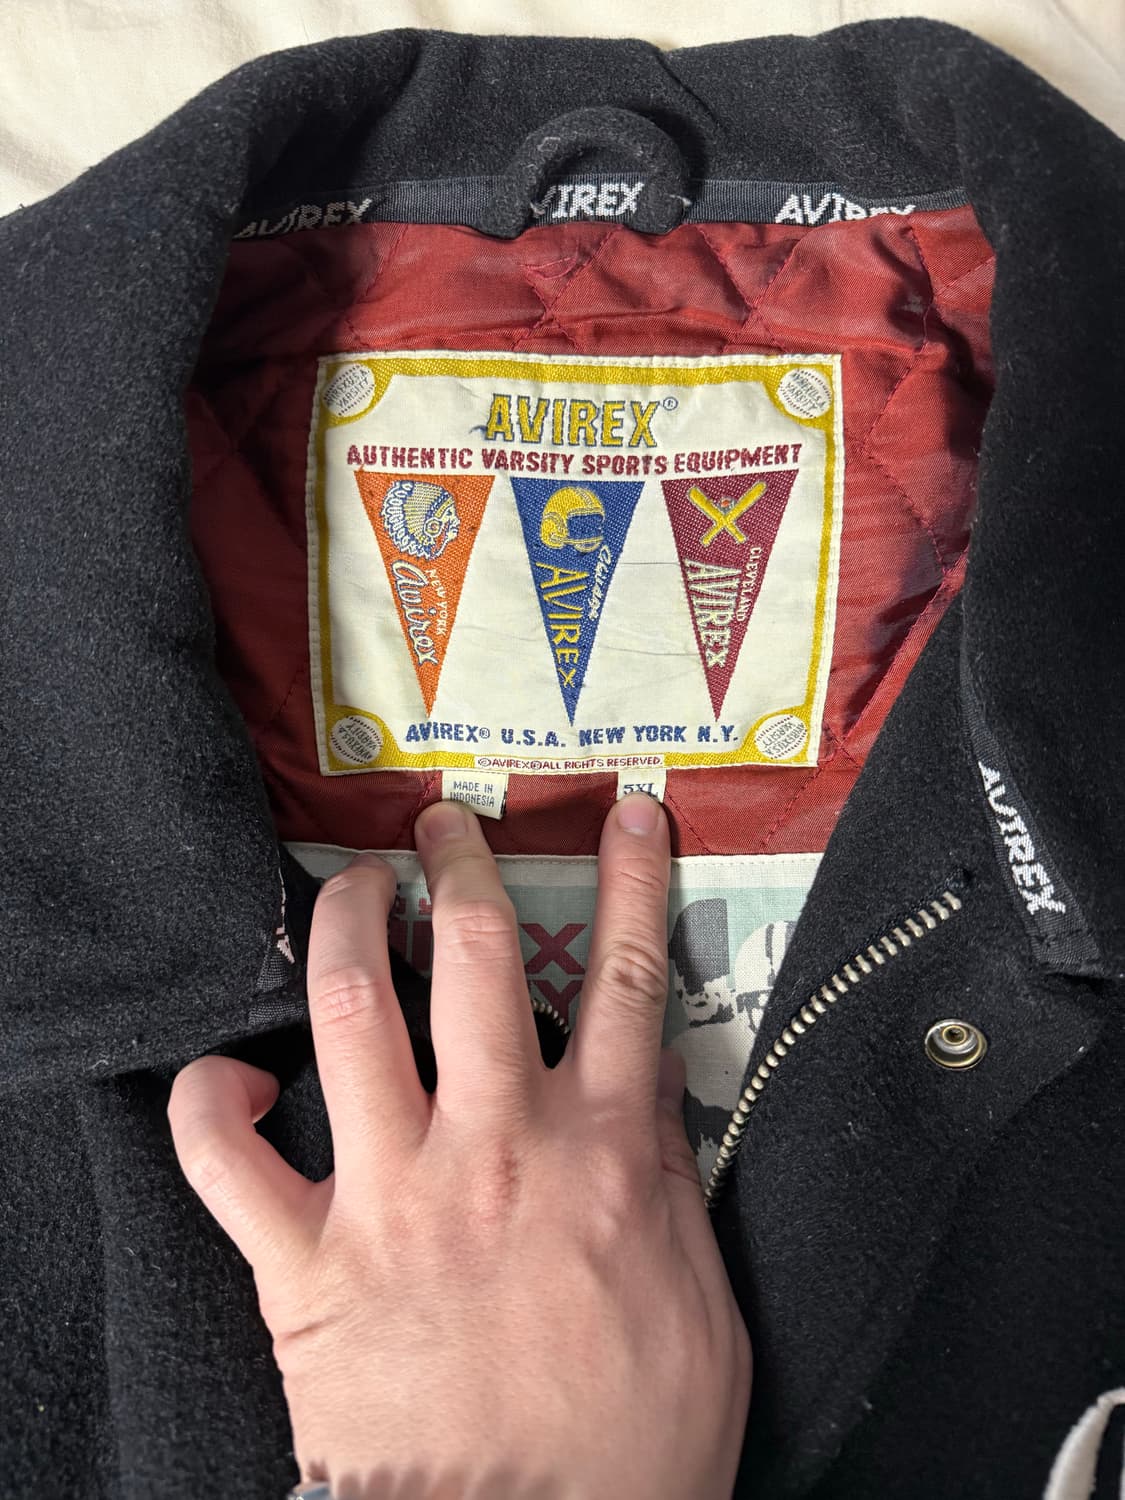 AVIREX
AVIREX
AVIREX
AVIREX®
AUTHENTIC VARSITY SPORTS EQUIPMENT
NEW YORK
Avirex
AVIREX
CLEVELAND
AVIREX
AVIREX® U.S.A. NEW YORK N.Y.
©AVIREX®ALL RIGHTS RESERVED.
MADE IN
INDONESIA
5XL
AVIREX